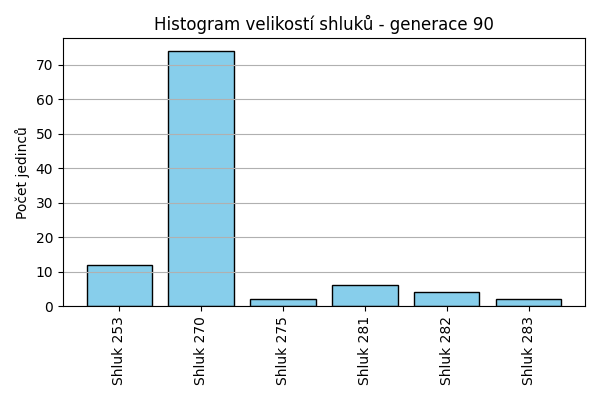 Histogram velikostí shluků - generace 90
Počet jedinců
70
60
50
40
30
20
10
0
Shluk 253
Shluk 270
Shluk 275
Shluk 281
Shluk 282
Shluk 283